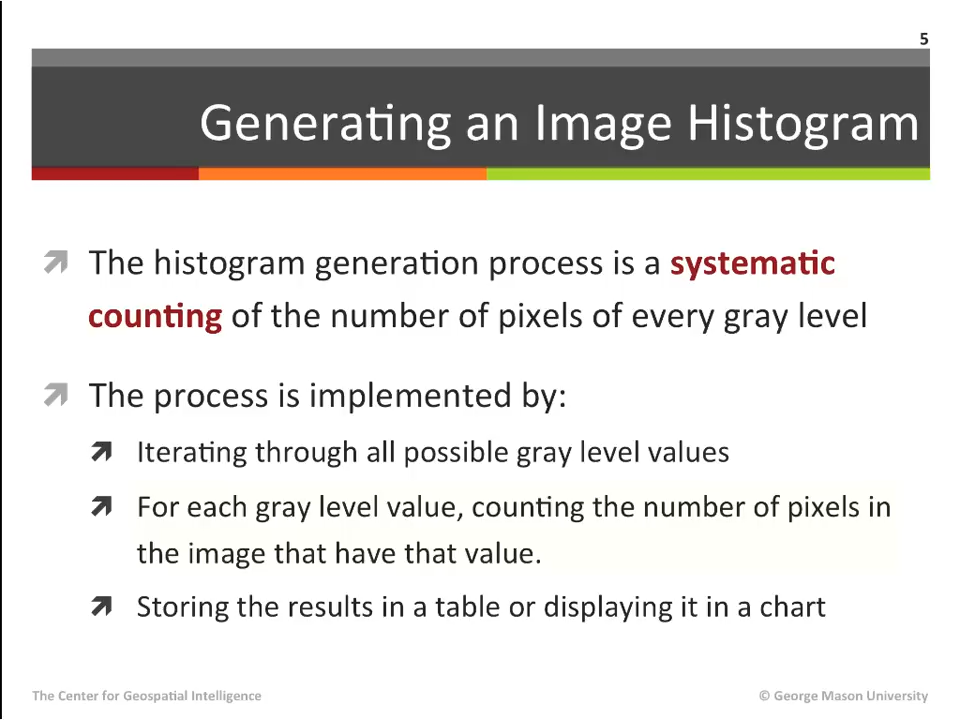 5
Generating an Image Histogram
The histogram generation process is a systematic
counting of the number of pixels of every gray level
The process is implemented by:
Iterating through all possible gray level values
For each gray level value, counting the number of pixels in
the image that have that value.
Storing the results in a table or displaying it in a chart
The Center for Geospatial Intelligence
© George Mason University